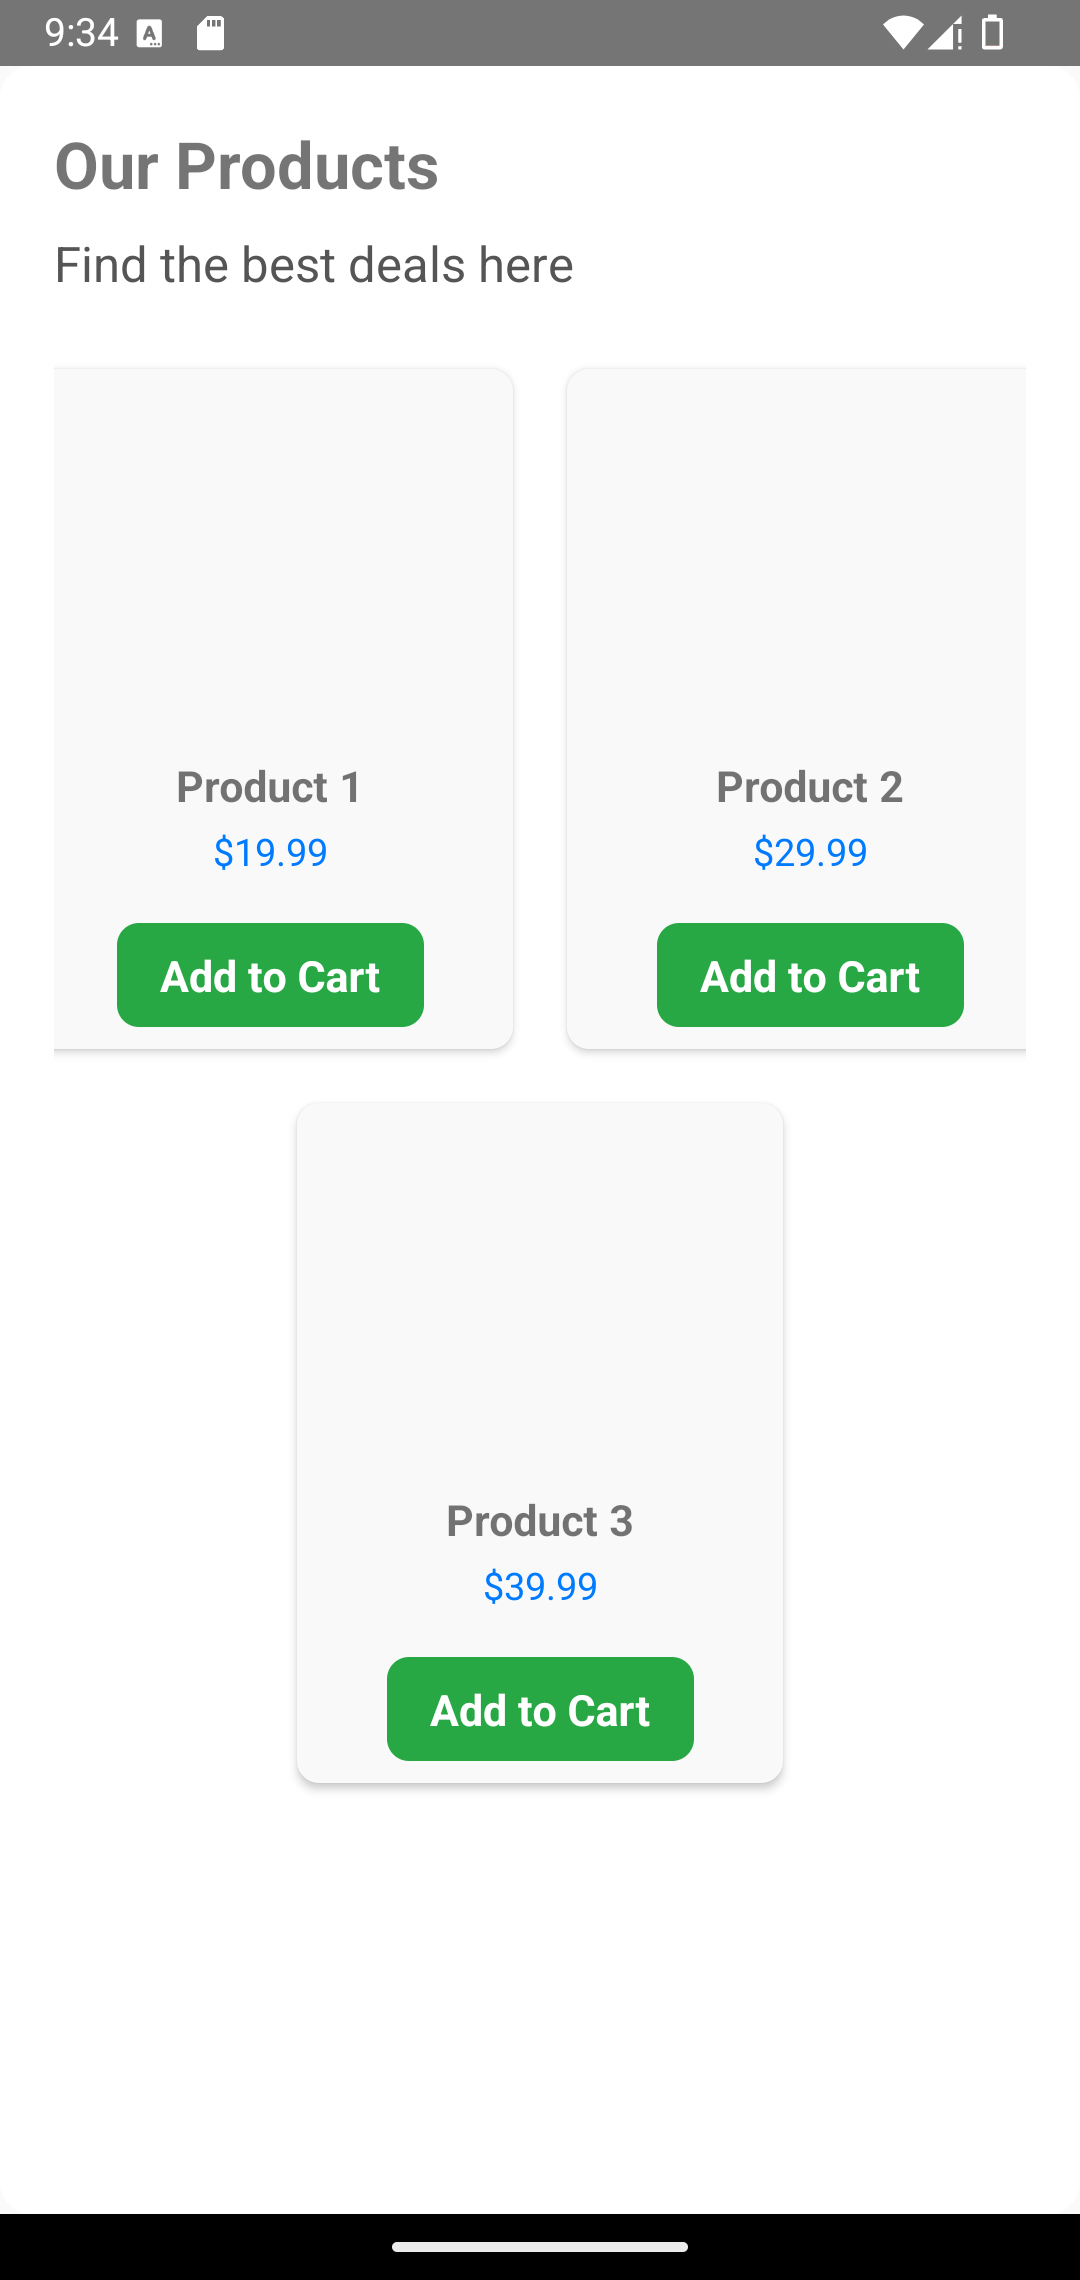 9:34
Our Products
Find the best deals here
Product 1
$19.99
Add to Cart
Product 2
$29.99
Add to Cart
Product 3
$39.99
Add to Cart